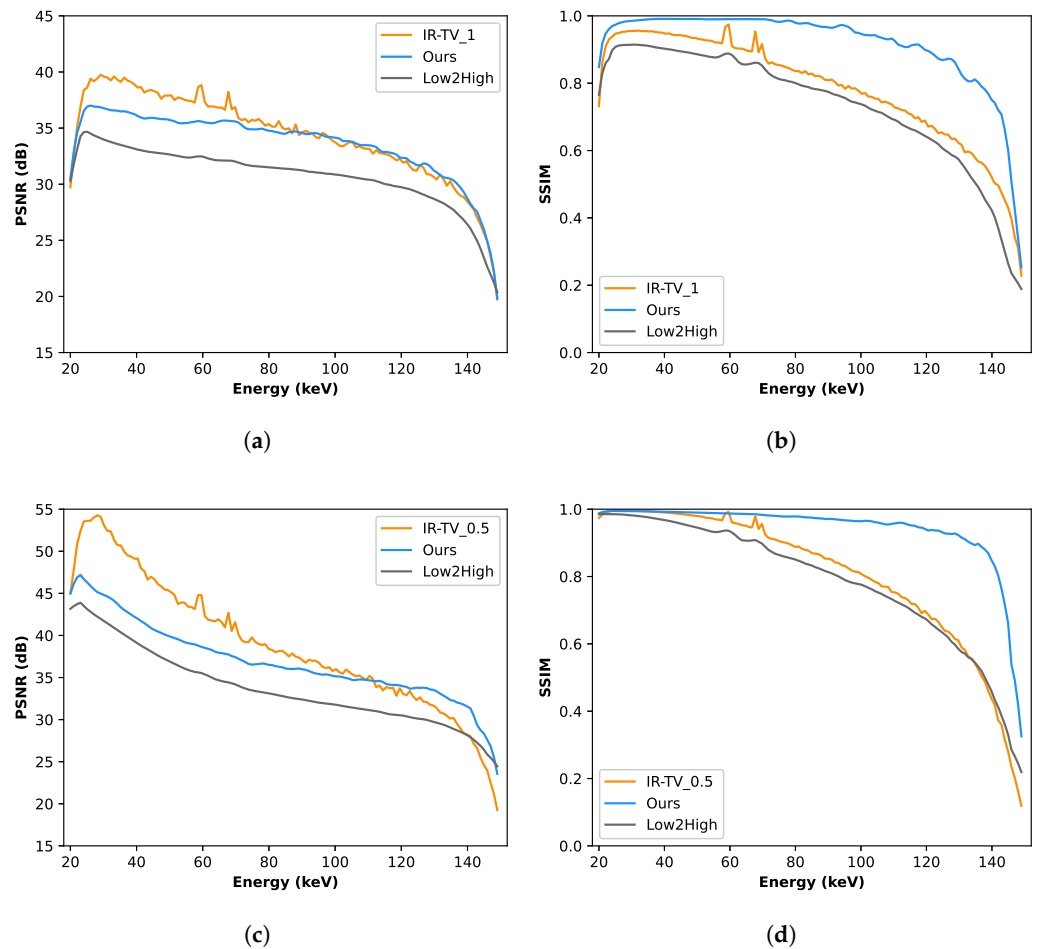 45
40
35
30
25
20
15
PSNR (dB)
IR-TV_1
Ours
Low2High
20 40 60 80 100 120 140
Energy (keV)
(a)
1.0
0.8
0.6
0.4
0.2
0.0
SSIM
IR-TV_1
Ours
Low2High
20 40 60 80 100 120 140
Energy (keV)
(b)
55
50
45
40
35
30
25
20
15
PSNR (dB)
IR-TV_0.5
Ours
Low2High
20 40 60 80 100 120 140
Energy (keV)
(c)
1.0
0.8
0.6
0.4
0.2
0.0
SSIM
IR-TV_0.5
Ours
Low2High
20 40 60 80 100 120 140
Energy (keV)
(d)